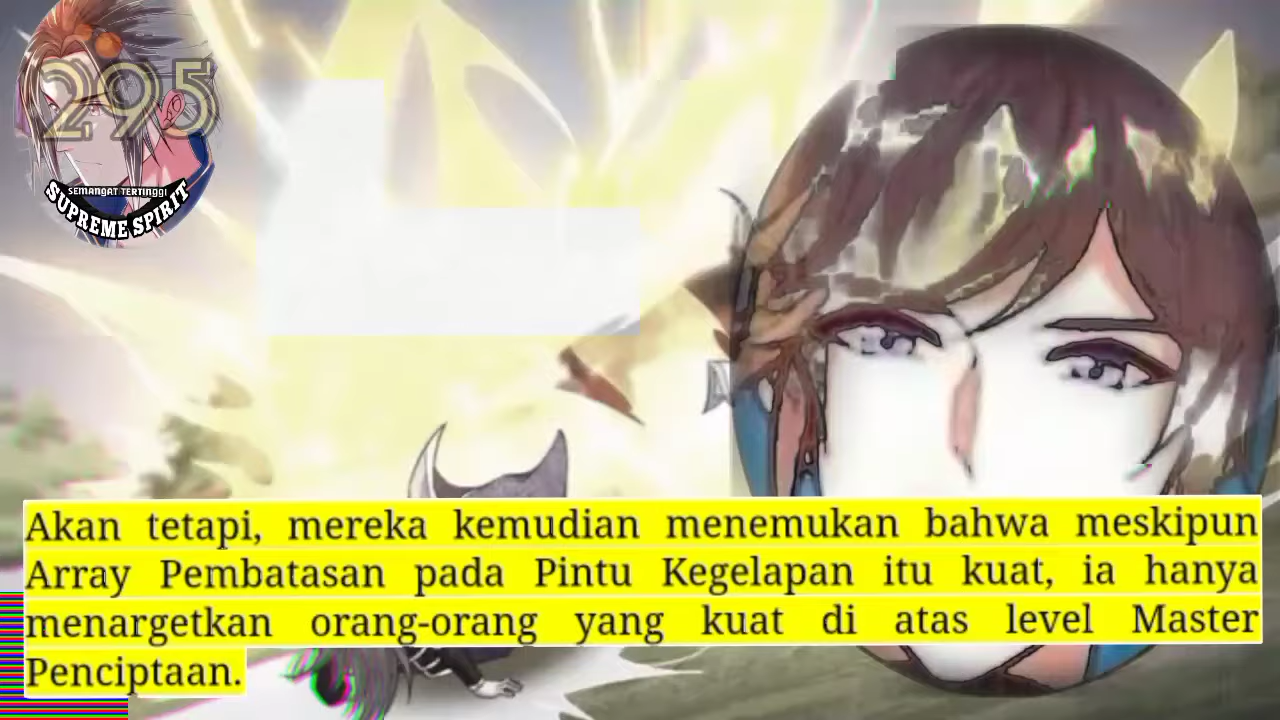 295
SEMANGAT TERTINGGI
SUPREME SPIRIT
Akan tetapi, mereka kemudian menemukan bahwa meskipun
Array Pembatasan pada Pintu Kegelapan itu kuat, ia hanya
menargetkan orang-orang yang kuat di atas level Master
Penciptaan.